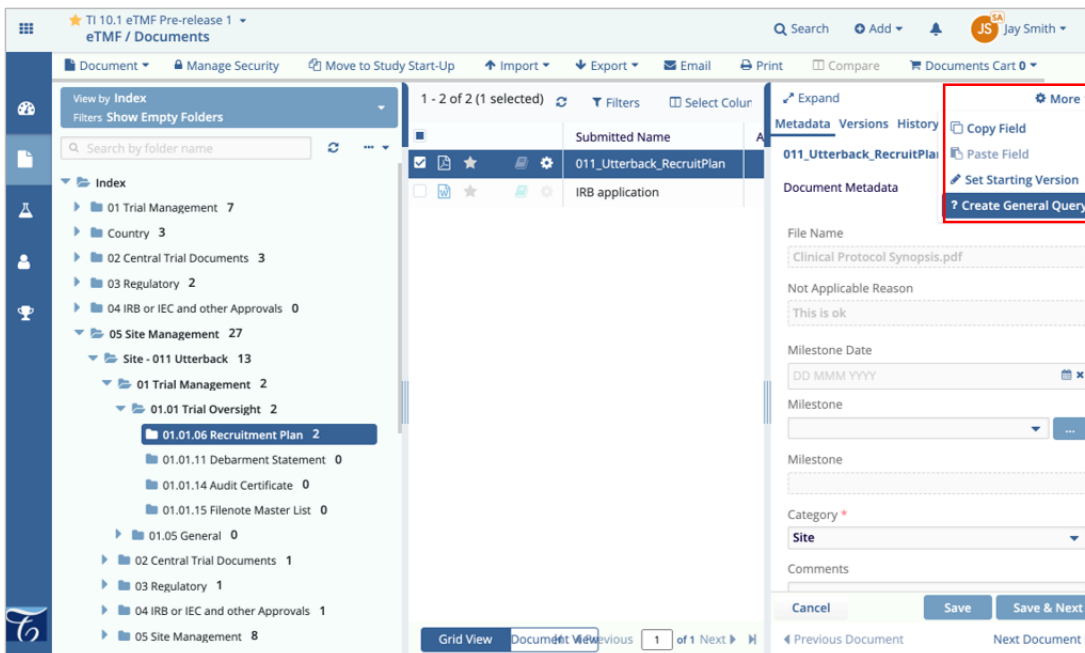 TI 10.1 eTMF Pre-release 1
eTMF / Documents
Search
Add
JS
SA
Jay Smith
Document
Manage Security
Move to Study Start-Up
Import
Export
Email
Print
Compare
Documents Cart 0
View by Index
Filters Show Empty Folders
Search by folder name
Index
01 Trial Management 7
Country 3
02 Central Trial Documents 3
03 Regulatory 2
04 IRB or IEC and other Approvals 0
05 Site Management 27
Site - 011 Utterback 13
01 Trial Management 2
01.01 Trial Oversight 2
01.01.06 Recruitment Plan 2
01.01.11 Debarment Statement 0
01.01.14 Audit Certificate 0
01.01.15 Filenote Master List 0
01.05 General 0
02 Central Trial Documents 1
03 Regulatory 1
04 IRB or IEC and other Approvals 1
05 Site Management 8
1 - 2 of 2 (1 selected)
Filters
Select Colur
Submitted Name
A
011_Utterback_RecruitPlan
IRB application
Grid View
Document View
Previous
1
of 1
Next
Expand
More
Metadata
Versions
History
Copy Field
Paste Field
Set Starting Version
? Create General Query
011_Utterback_RecruitPla
Document Metadata
File Name
Clinical Protocol Synopsis.pdf
Not Applicable Reason
This is ok
Milestone Date
DD MMM YYYY
Milestone
...
Milestone
Category *
Site
Comments
Cancel
Save
Save & Next
Previous Document
Next Document